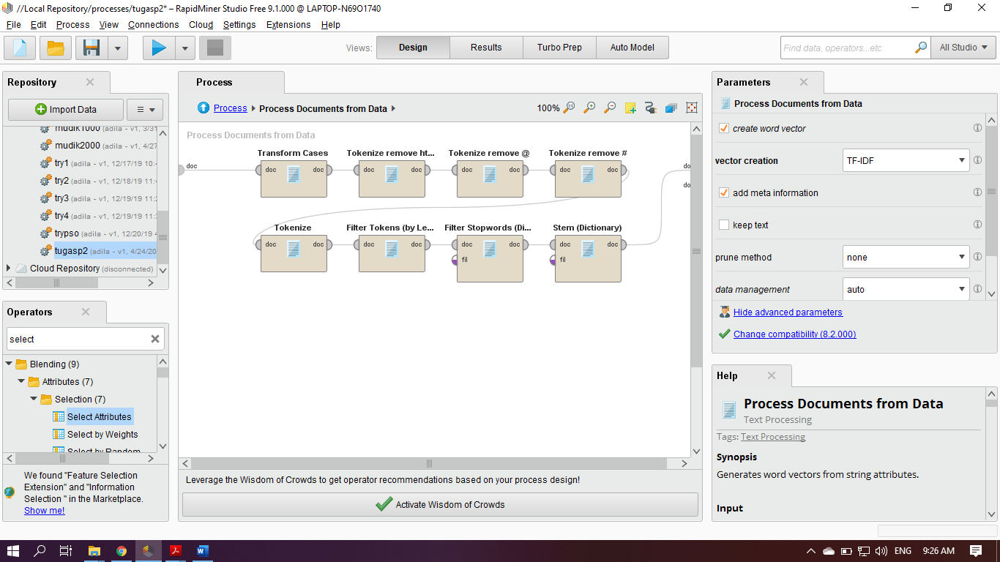 //Local Repository/processes/tugasp2* – RapidMiner Studio Free 9.1.000 @ LAPTOP-N69O1740
File Edit Process View Connections Cloud Settings Extensions Help
Views: Design Results Turbo Prep Auto Model
Find data, operators...etc
All Studio
Repository
Import Data
mudik1000 (adila - v1, 3/31
mudik2000 (adila - v1, 4/27
try1 (adila - v1, 12/17/19 10:4
try2 (adila - v1, 12/18/19 11:4
try3 (adila - v1, 12/19/19 11:2
try4 (adila - v1, 12/19/19 11:3
trypso (adila - v1, 12/20/19 4
tugasp2 (adila - v1, 4/24/20
Cloud Repository (disconnected)
Operators
select
Blending (9)
Attributes (7)
Selection (7)
Select Attributes
Select by Weights
Select by Random
We found "Feature Selection
Extension" and "Information
Selection " in the Marketplace.
Show me!
Process
Process Process Documents from Data
100%
Process Documents from Data
Transform Cases Tokenize remove ht... Tokenize remove @ Tokenize remove #
doc doc doc doc doc doc doc doc doc do
do
Tokenize Filter Tokens (by Le... Filter Stopwords (Di... Stem (Dictionary)
doc doc doc doc doc doc doc doc
fil fil
Leverage the Wisdom of Crowds to get operator recommendations based on your process design!
Activate Wisdom of Crowds
Parameters
Process Documents from Data
create word vector
vector creation TF-IDF
add meta information
keep text
prune method none
data management auto
Hide advanced parameters
Change compatibility (8.2.000)
Help
Process Documents from Data
Text Processing
Tags: Text Processing
Synopsis
Generates word vectors from string attributes.
Input
ENG 9:26 AM